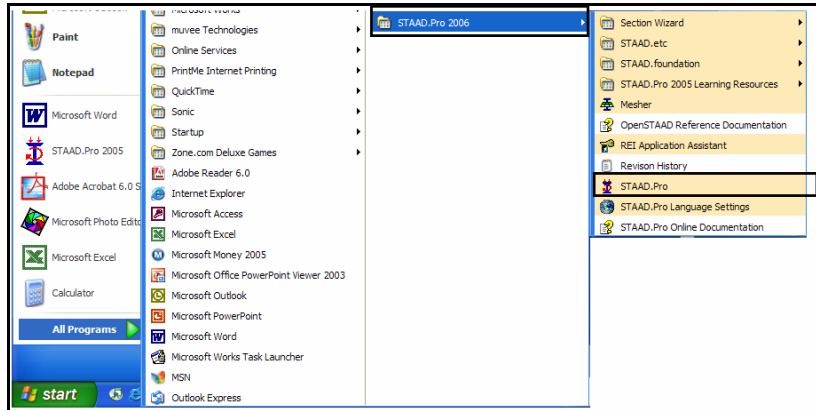 Paint
Notepad
Microsoft Word
STAAD.Pro 2005
Adobe Acrobat 6.0 S
Microsoft Photo Edito
Microsoft Excel
Calculator
All Programs
start
muvee Technologies
Online Services
PrintMe Internet Printing
QuickTime
Sonic
Startup
Zone.com Deluxe Games
Adobe Reader 6.0
Internet Explorer
Microsoft Access
Microsoft Excel
Microsoft Money 2005
Microsoft Office PowerPoint Viewer 2003
Microsoft Outlook
Microsoft PowerPoint
Microsoft Word
Microsoft Works Task Launcher
MSN
Outlook Express
STAAD.Pro 2006
Section Wizard
STAAD.etc
STAAD.foundation
STAAD.Pro 2005 Learning Resources
Mesher
OpenSTAAD Reference Documentation
REI Application Assistant
Revison History
STAAD.Pro
STAAD.Pro Language Settings
STAAD.Pro Online Documentation